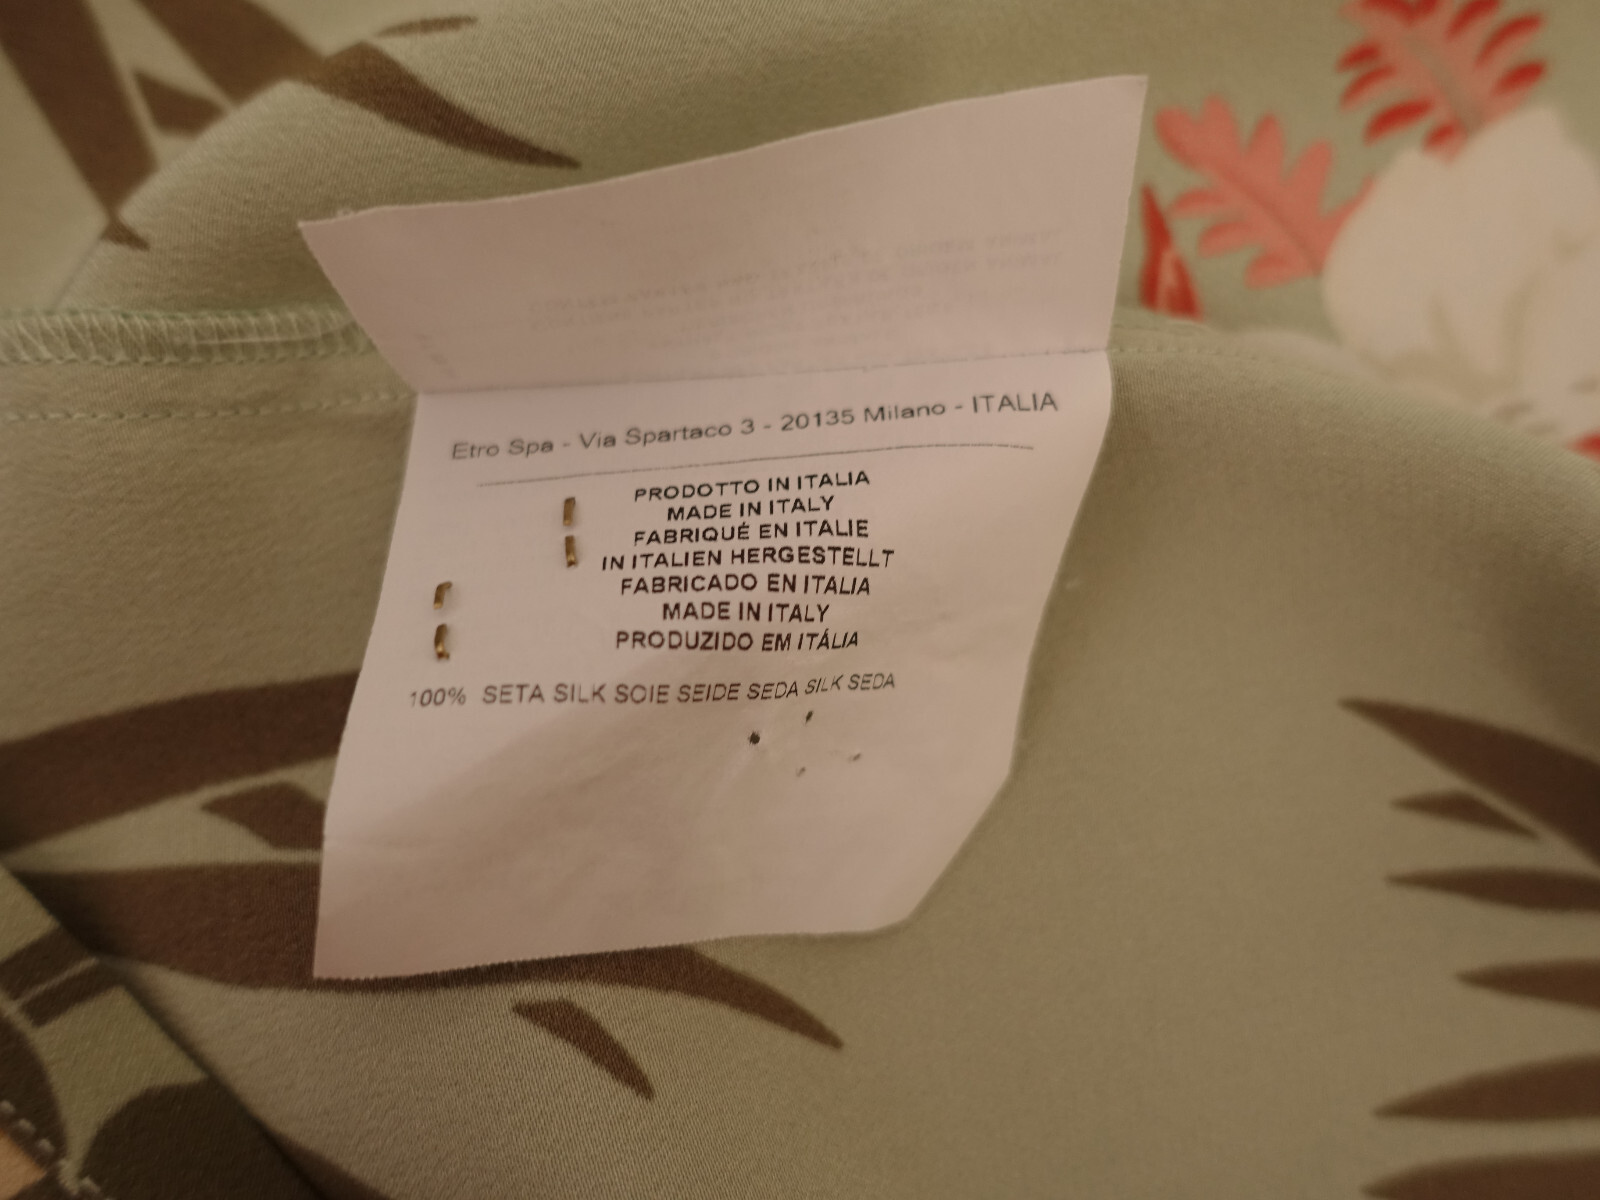 Etro Spa - Via Spartaco 3 - 20135 Milano - ITALIA
PRODOTTO IN ITALIA
MADE IN ITALY
FABRIQUÉ EN ITALIE
IN ITALIEN HERGESTELLT
FABRICADO EN ITALIA
MADE IN ITALY
PRODUZIDO EM ITÁLIA
100% SETA SILK SOIE SEIDE SEDA SILK SEDA